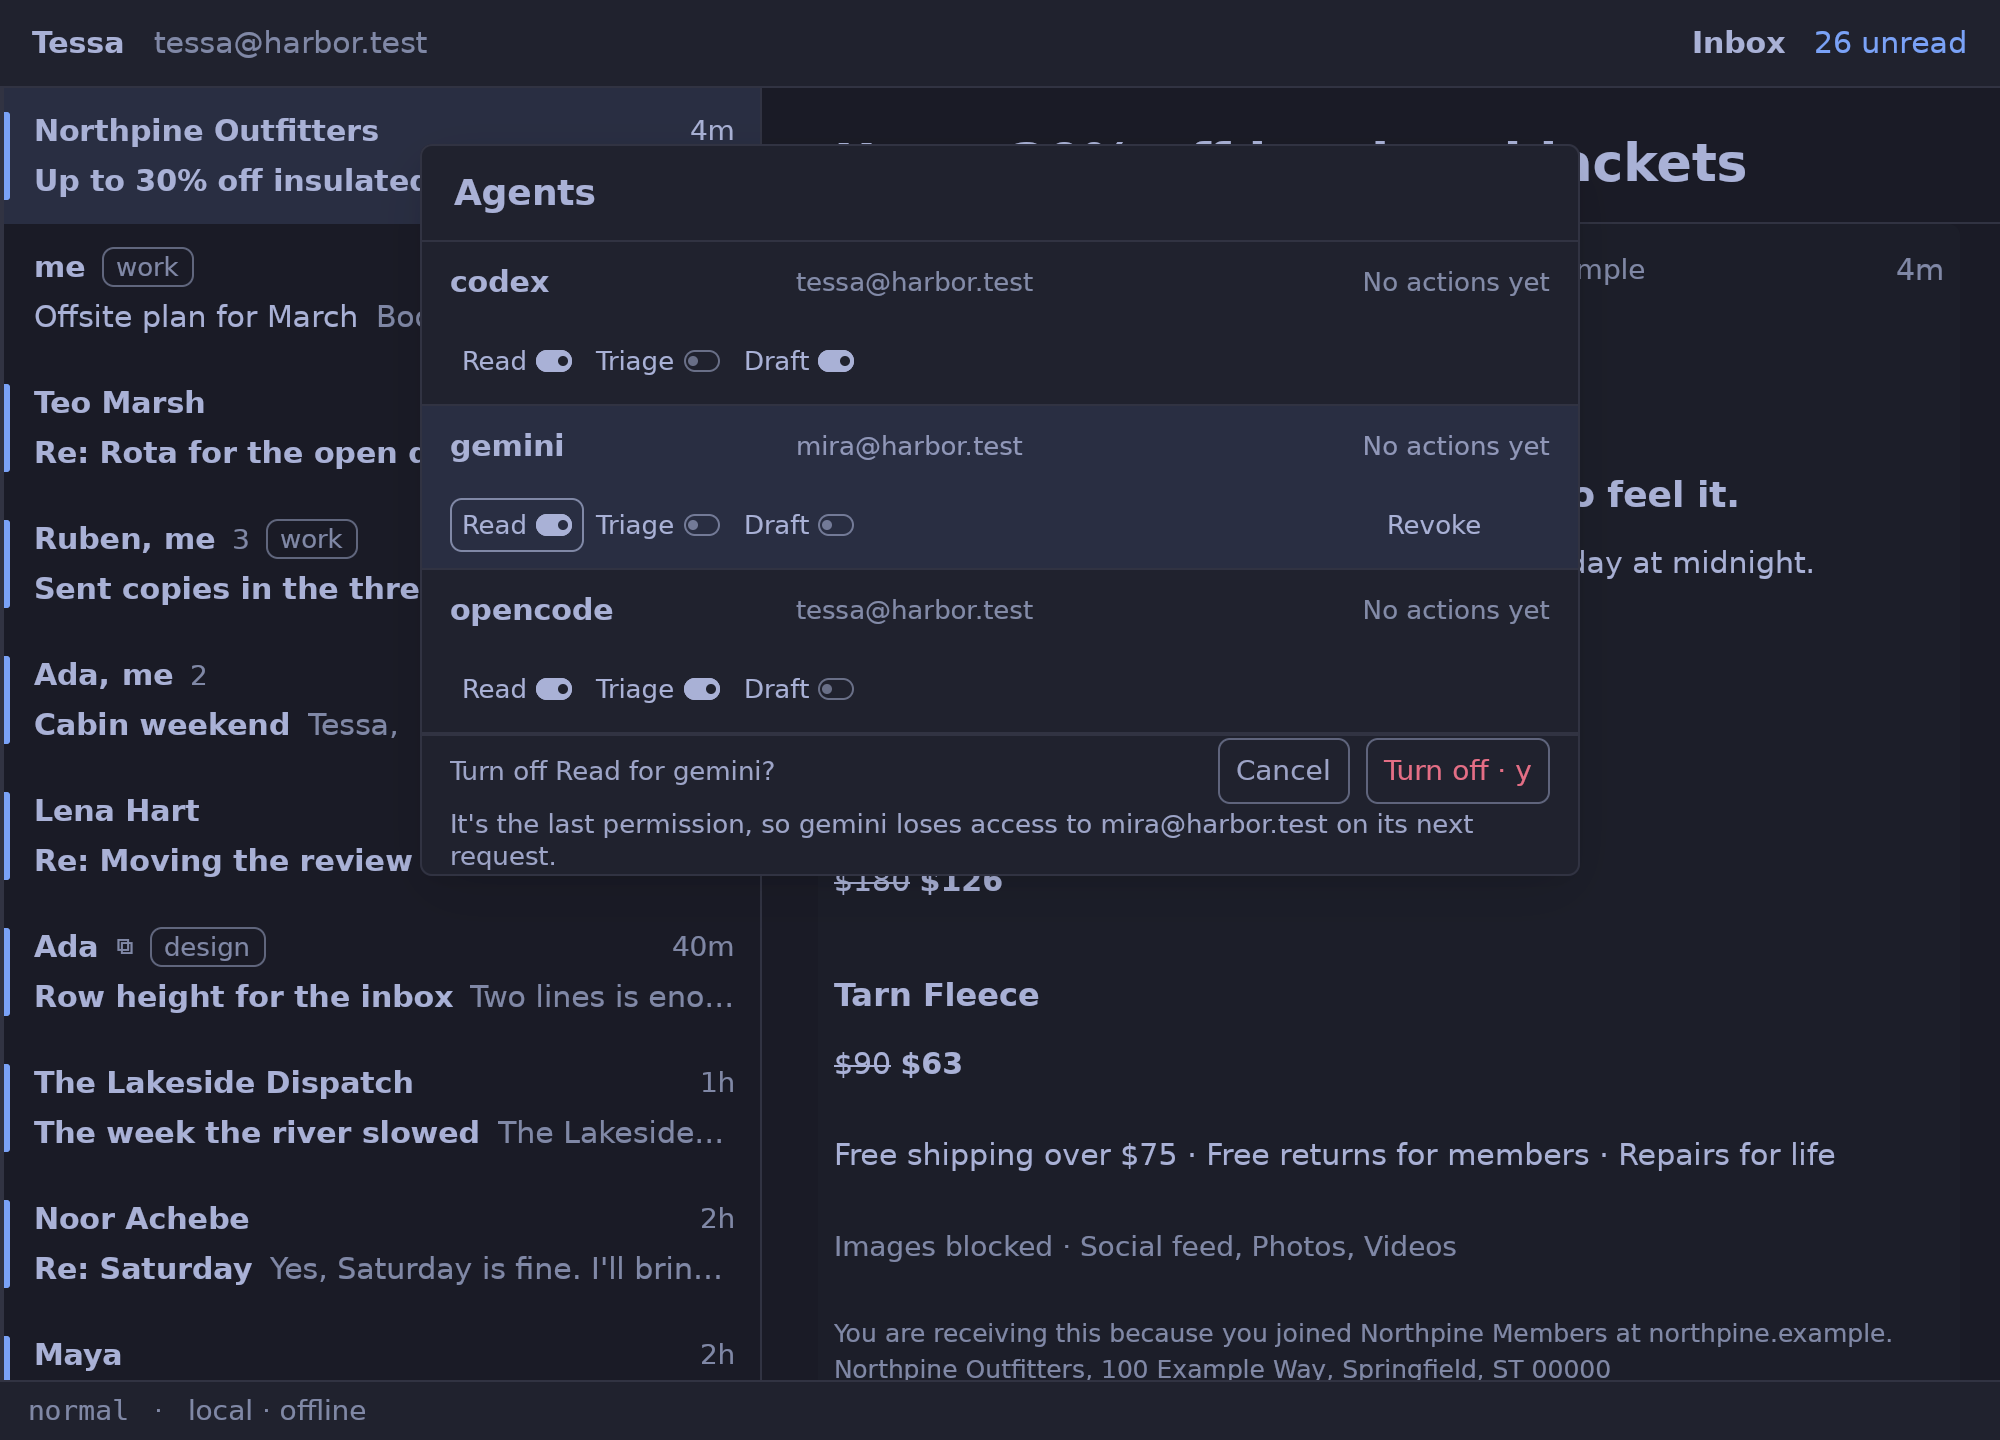 Tessa tessa@harbor.test
Inbox 26 unread
Northpine Outfitters 4m
Up to 30% off insulated
me work
Offsite plan for March
Teo Marsh
Re: Rota for the open
Ruben, me 3 work
Sent copies in the
Ada, me 2
Cabin weekend Tessa,
Lena Hart
Re: Moving the review
Ada design 40m
Row height for the inbox Two lines is eno…
The Lakeside Dispatch 1h
The week the river slowed The Lakeside…
Noor Achebe 2h
Re: Saturday Yes, Saturday is fine. I'll brin…
Maya 2h
Agents
codex tessa@harbor.test No actions yet
Read Triage Draft
gemini mira@harbor.test No actions yet
Read Triage Draft Revoke
opencode tessa@harbor.test No actions yet
Read Triage Draft
Turn off Read for gemini? Cancel Turn off · y
It's the last permission, so gemini loses access to mira@harbor.test on its next
request.
4m
feel it.
at midnight.
$180 $126
Tarn Fleece
$90 $63
Free shipping over $75 · Free returns for members · Repairs for life
Images blocked · Social feed, Photos, Videos
You are receiving this because you joined Northpine Members at northpine.example.
Northpine Outfitters, 100 Example Way, Springfield, ST 00000
normal · local · offline